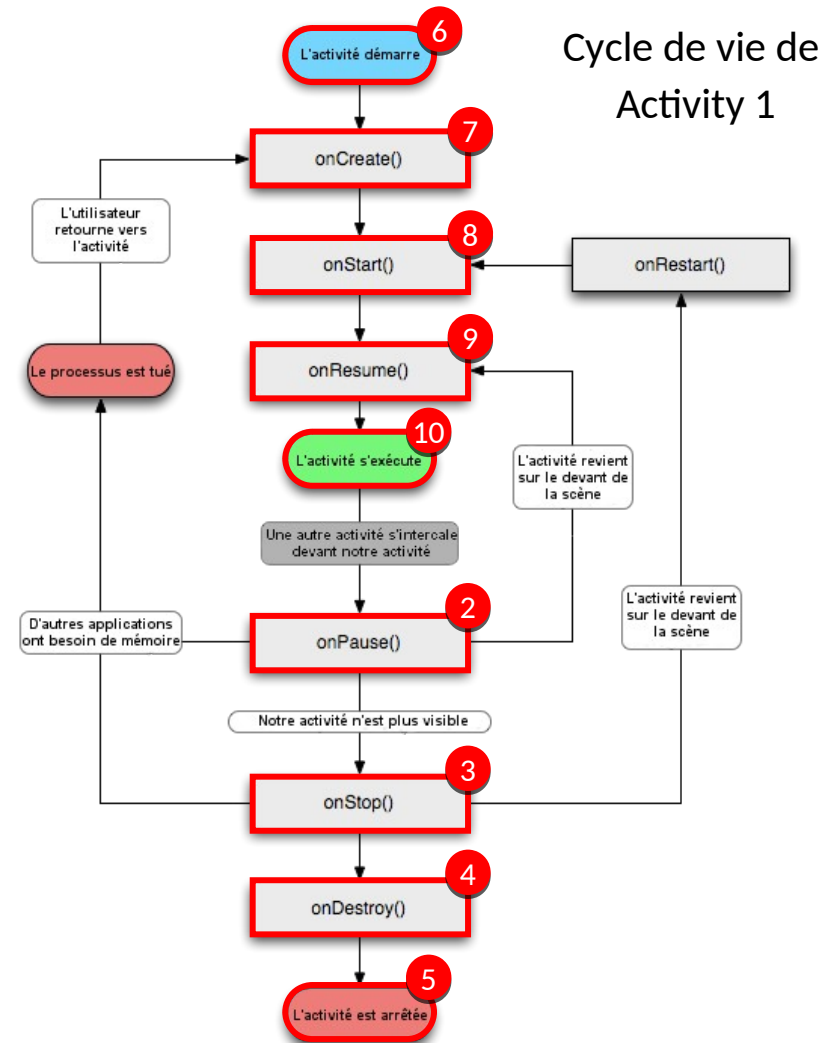 Cycle de vie de
Activity 1
6
L'activité démarre
7
onCreate()
L'utilisateur
retourne vers
l'activité
8
onStart()
onRestart()
9
onResume()
Le processus est tué
10
L'activité s'exécute
L'activité revient
sur le devant de
la scène
Une autre activité s'intercale
devant notre activité
L'activité revient
sur le devant de
la scène
2
D'autres applications
ont besoin de mémoire
onPause()
Notre activité n'est plus visible
3
onStop()
4
onDestroy()
5
L'activité est arrêtée